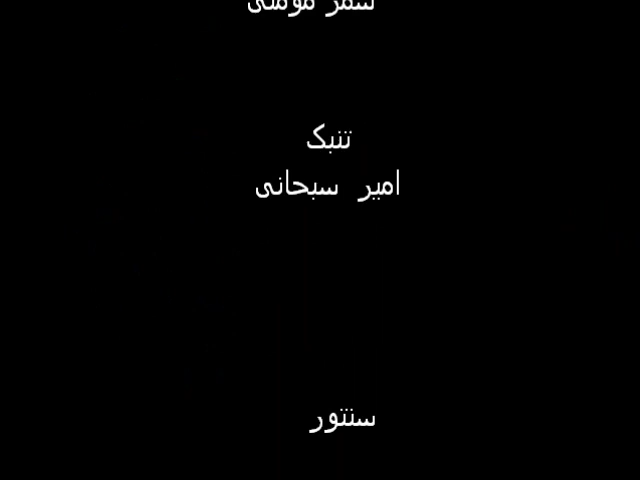 تنبک
امیر سبحانی
سنتور